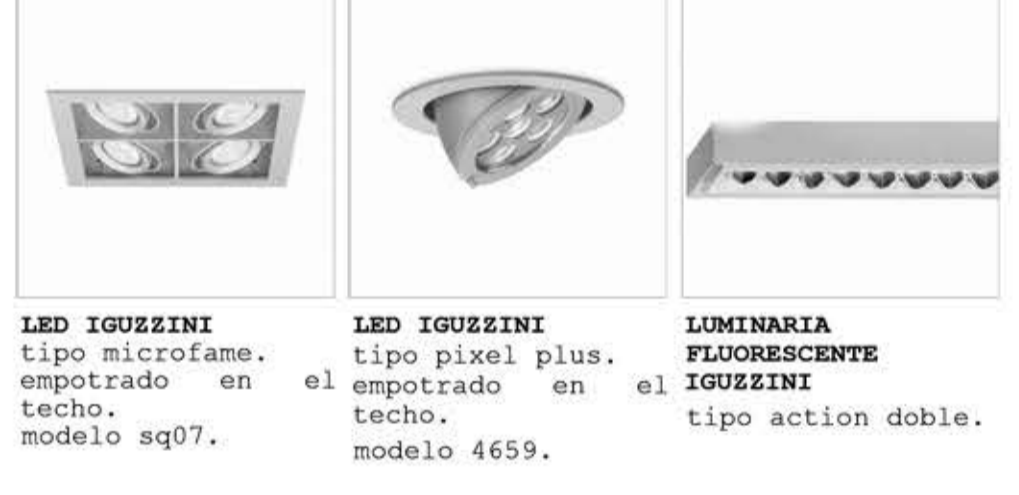 LED IGUZZINI
tipo microfame.
empotrado en el
techo.
modelo sq07.
LED IGUZZINI
tipo pixel plus.
empotrado en el
techo.
modelo 4659.
LUMINARIA
FLUORESCENTE
IGUZZINI
tipo action doble.